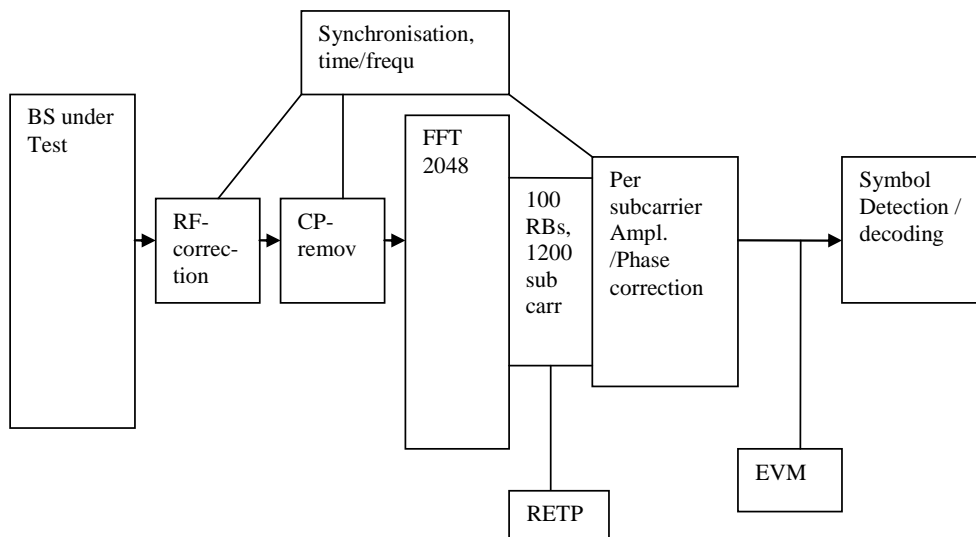 Synchronisation,
time/frequ
BS under
Test
FFT
2048
RF-
correc-
tion
CP-
remov
100
RBs,
1200
sub
carr
Per
subcarrier
Ampl.
/Phase
correction
Symbol
Detection /
decoding
EVM
RETP